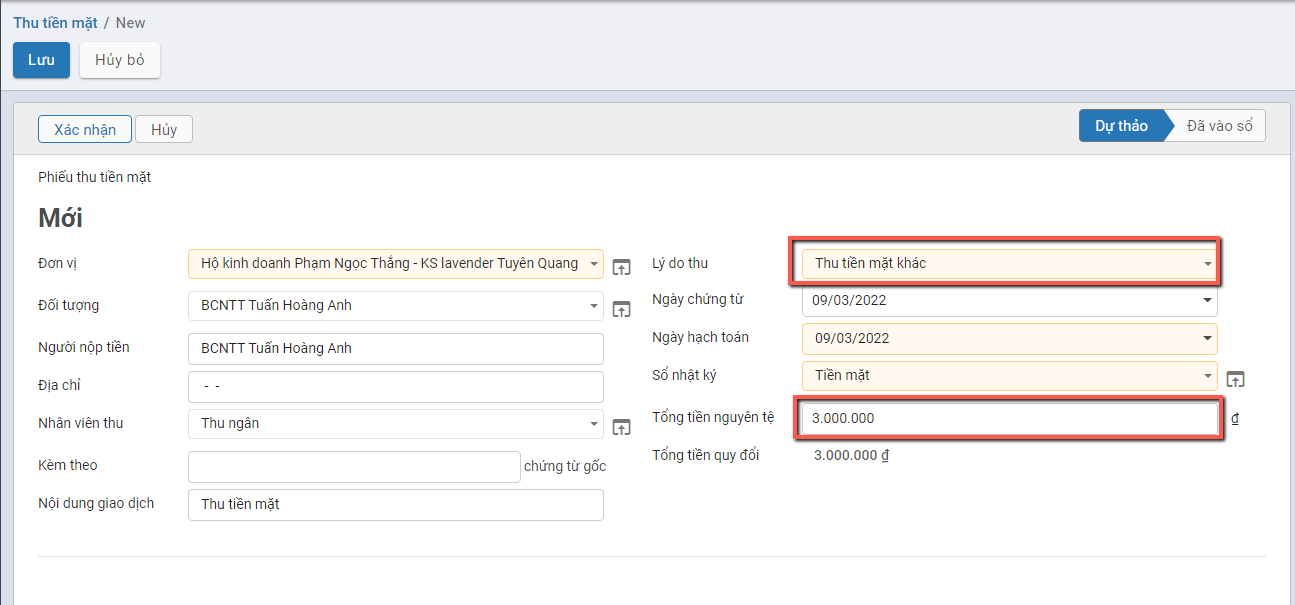 Thu tiền mặt / New
Lưu Hủy bỏ
Xác nhận Hủy Dự thảo Đã vào sổ
Phiếu thu tiền mặt
Mới
Đơn vị Hộ kinh doanh Phạm Ngọc Thắng - KS lavender Tuyên Quang
Đối tượng BCNTT Tuấn Hoàng Anh
Người nộp tiền BCNTT Tuấn Hoàng Anh
Địa chỉ - -
Nhân viên thu Thu ngân
Kèm theo chứng từ gốc
Nội dung giao dịch Thu tiền mặt
Lý do thu Thu tiền mặt khác
Ngày chứng từ 09/03/2022
Ngày hạch toán 09/03/2022
Sổ nhật ký Tiền mặt
Tổng tiền nguyên tệ 3.000.000 ₫
Tổng tiền quy đổi 3.000.000 ₫